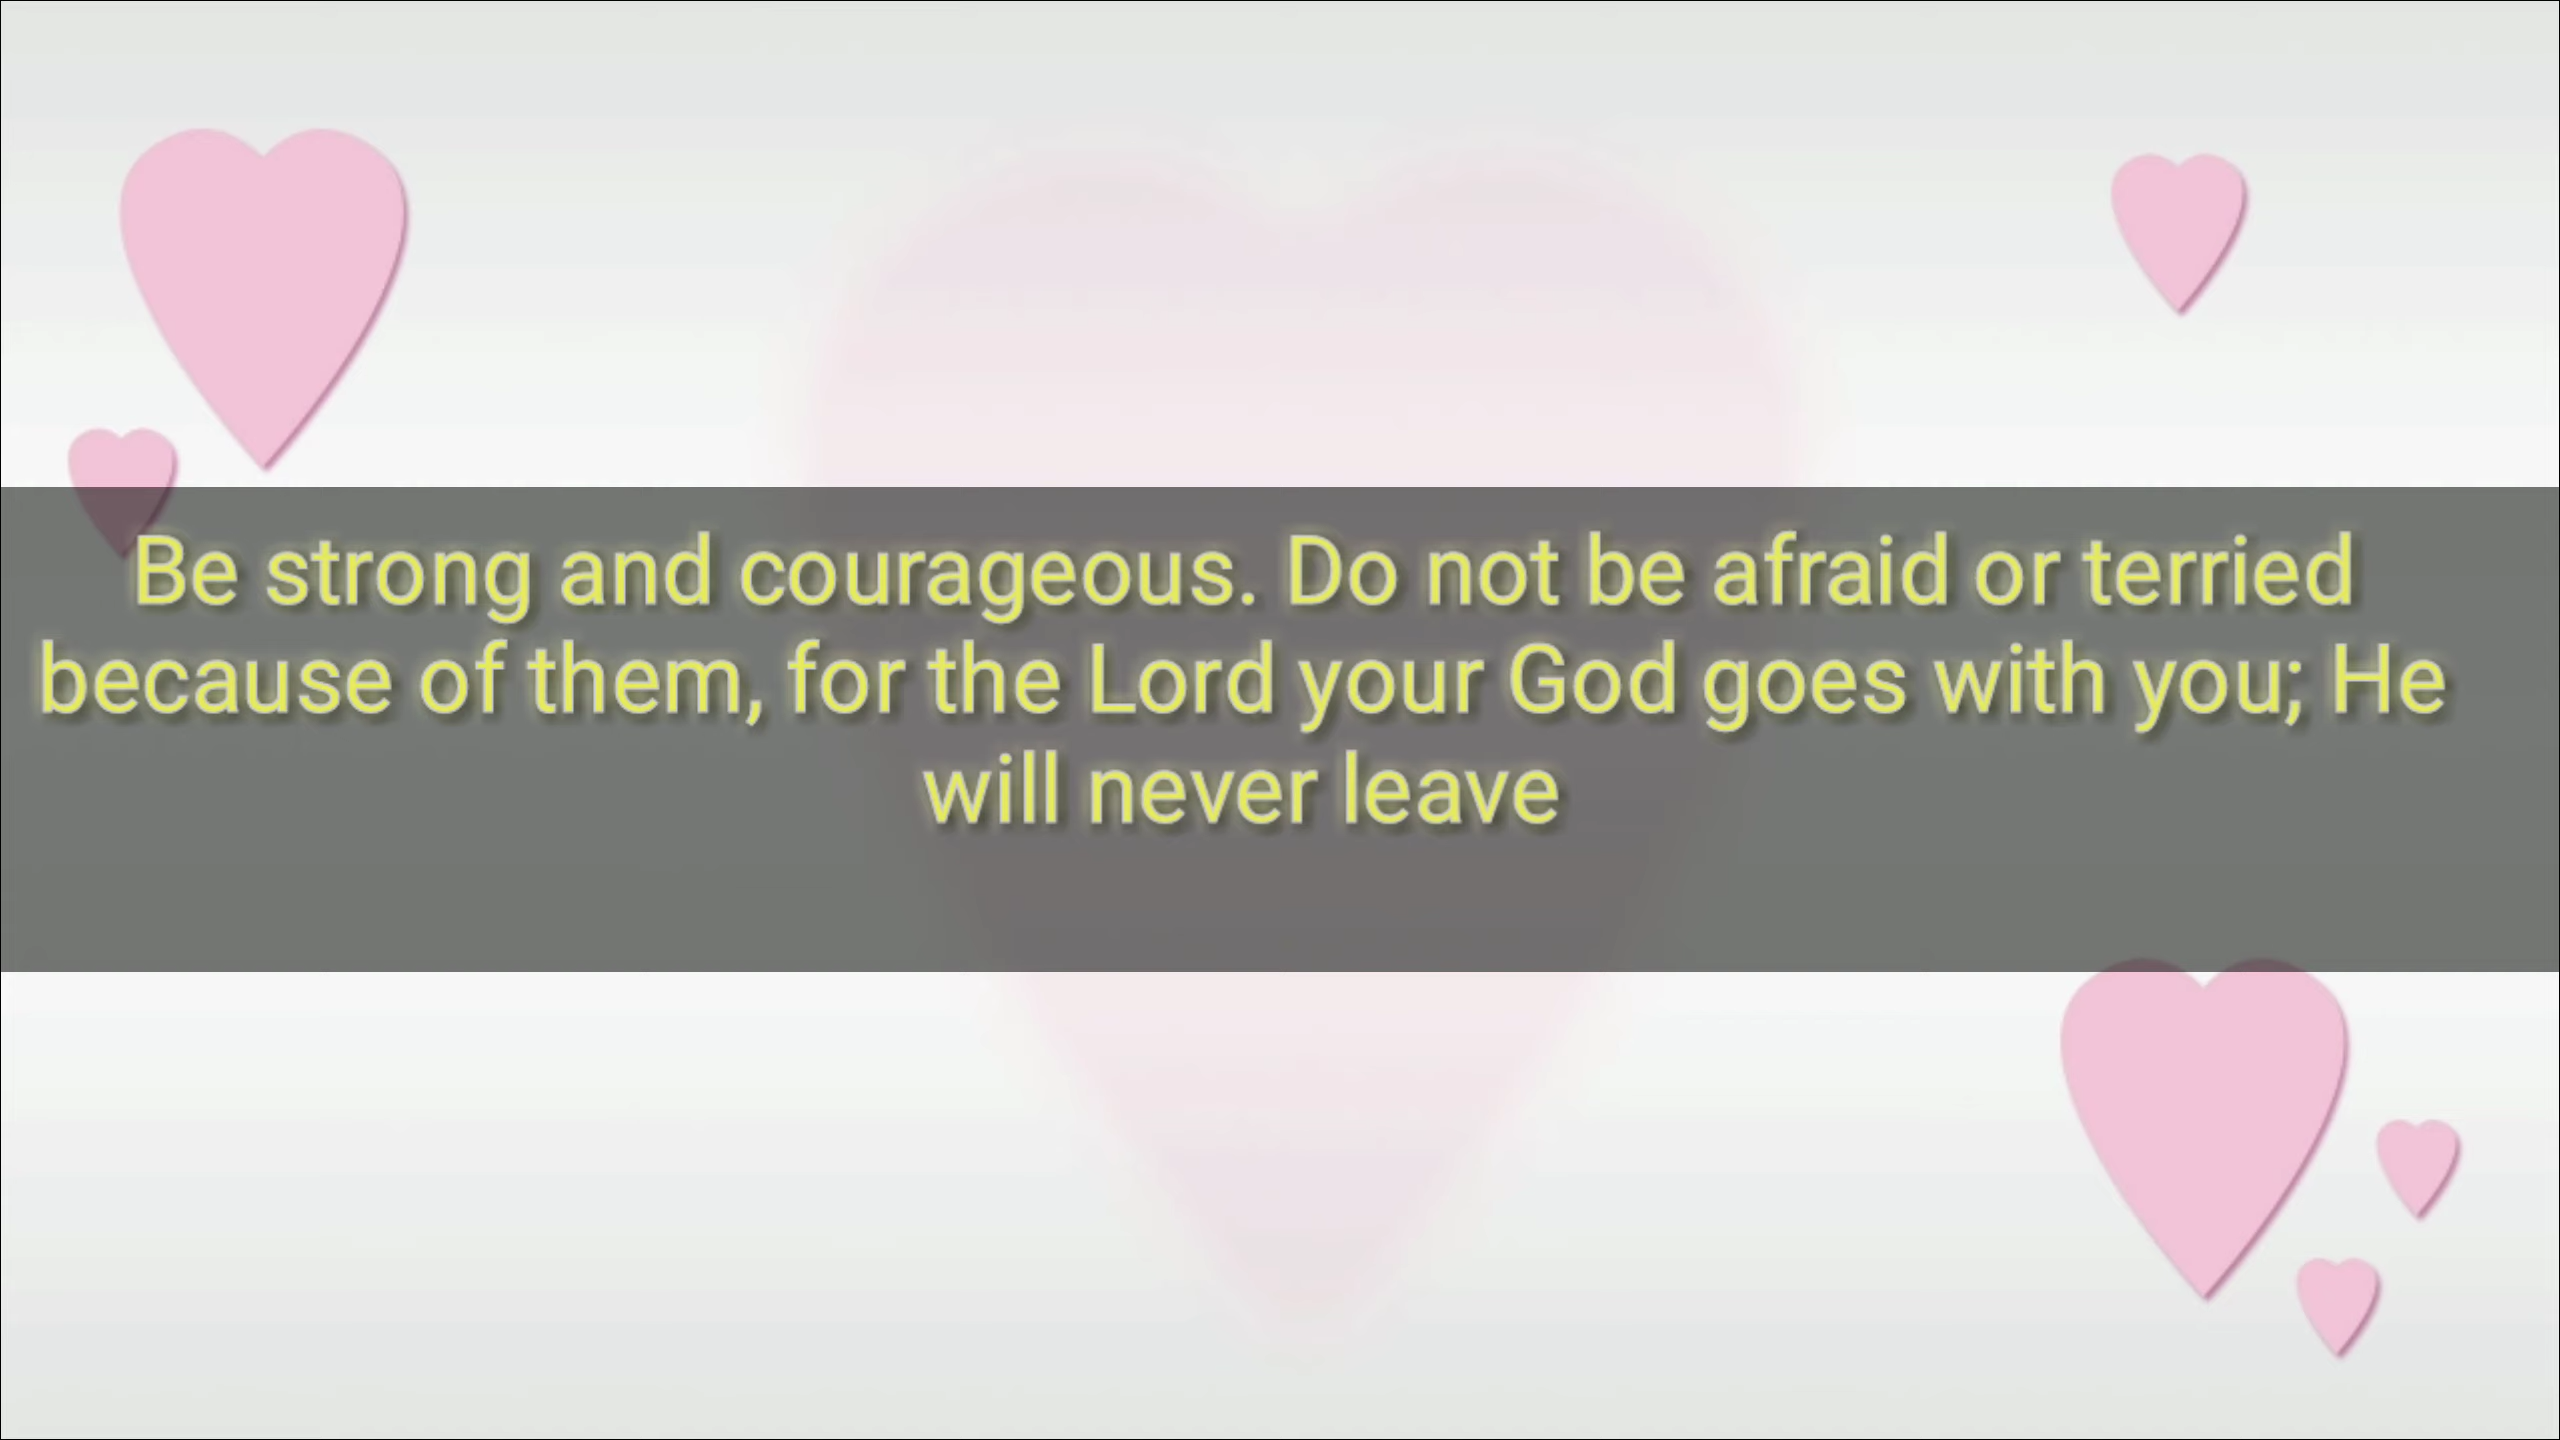 Be strong and courageous. Do not be afraid or terried
because of them, for the Lord your God goes with you; He
will never leave